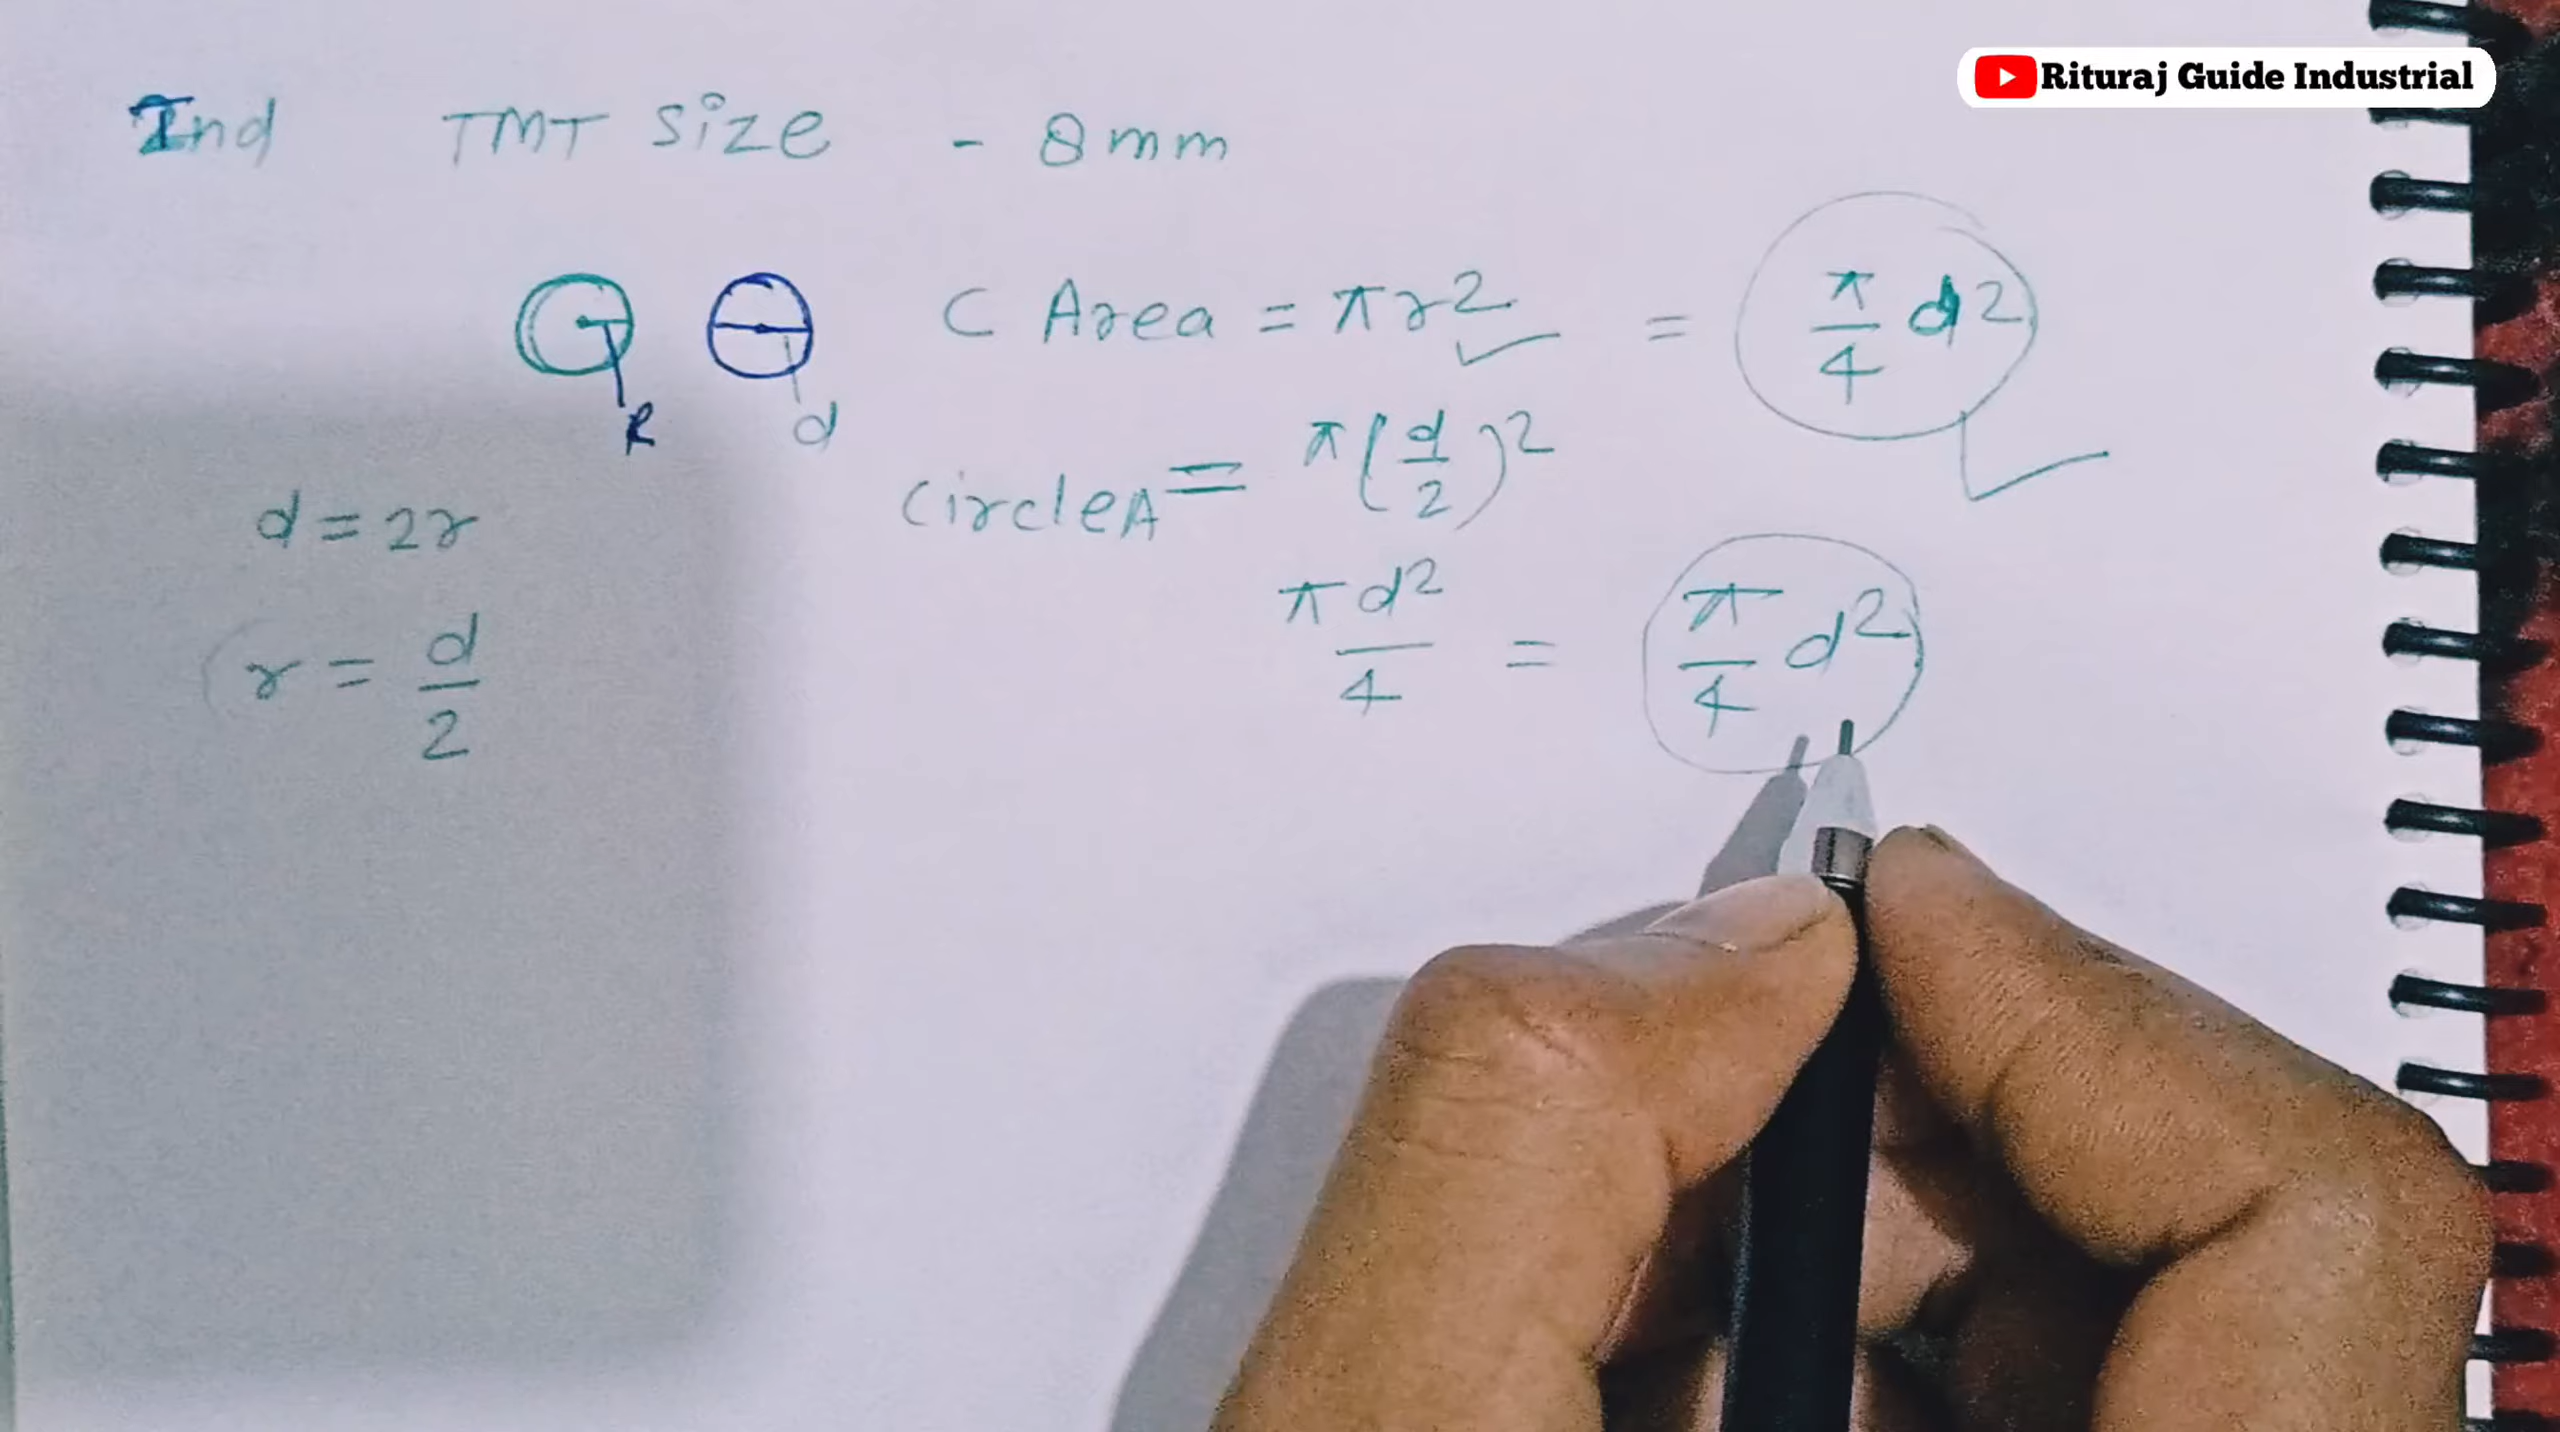 Rituraj Guide Industrial
Ind TMT Size - 8mm
C Area = πr2 = π/4 d2
R d
CircleA = π(d/2)2
d = 2r
πd2/4 = π/4 d2
r = d/2